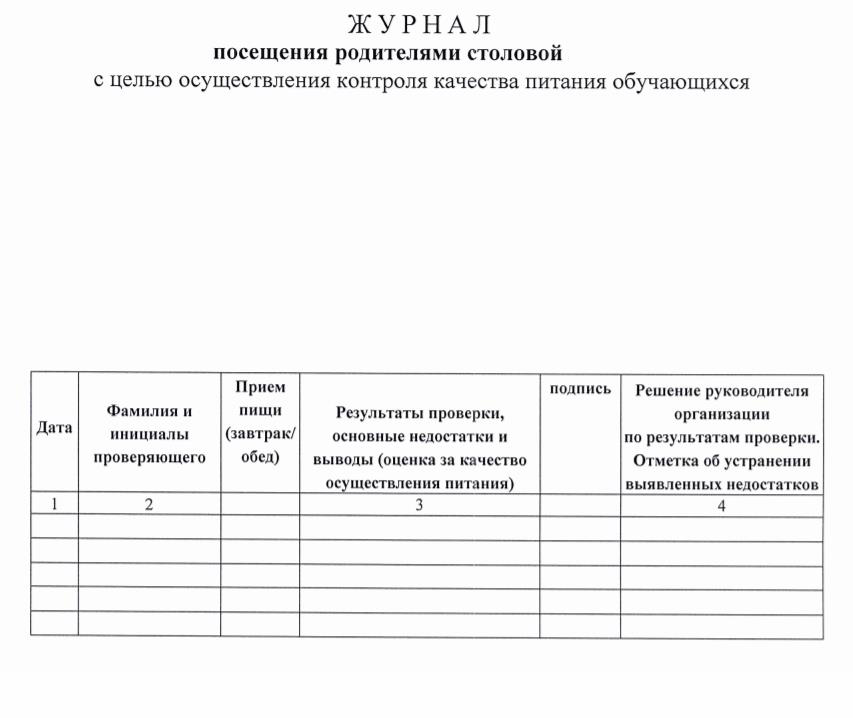 ЖУРНАЛ
посещения родителями столовой
с целью осуществления контроля качества питания обучающихся
Дата
Фамилия и
инициалы
проверяющего
Прием
пищи
(завтрак/
обед)
Результаты проверки,
основные недостатки и
выводы (оценка за качество
осуществления питания)
подпись
Решение руководителя
организации
по результатам проверки.
Отметка об устранении
выявленных недостатков
1 2 3 4